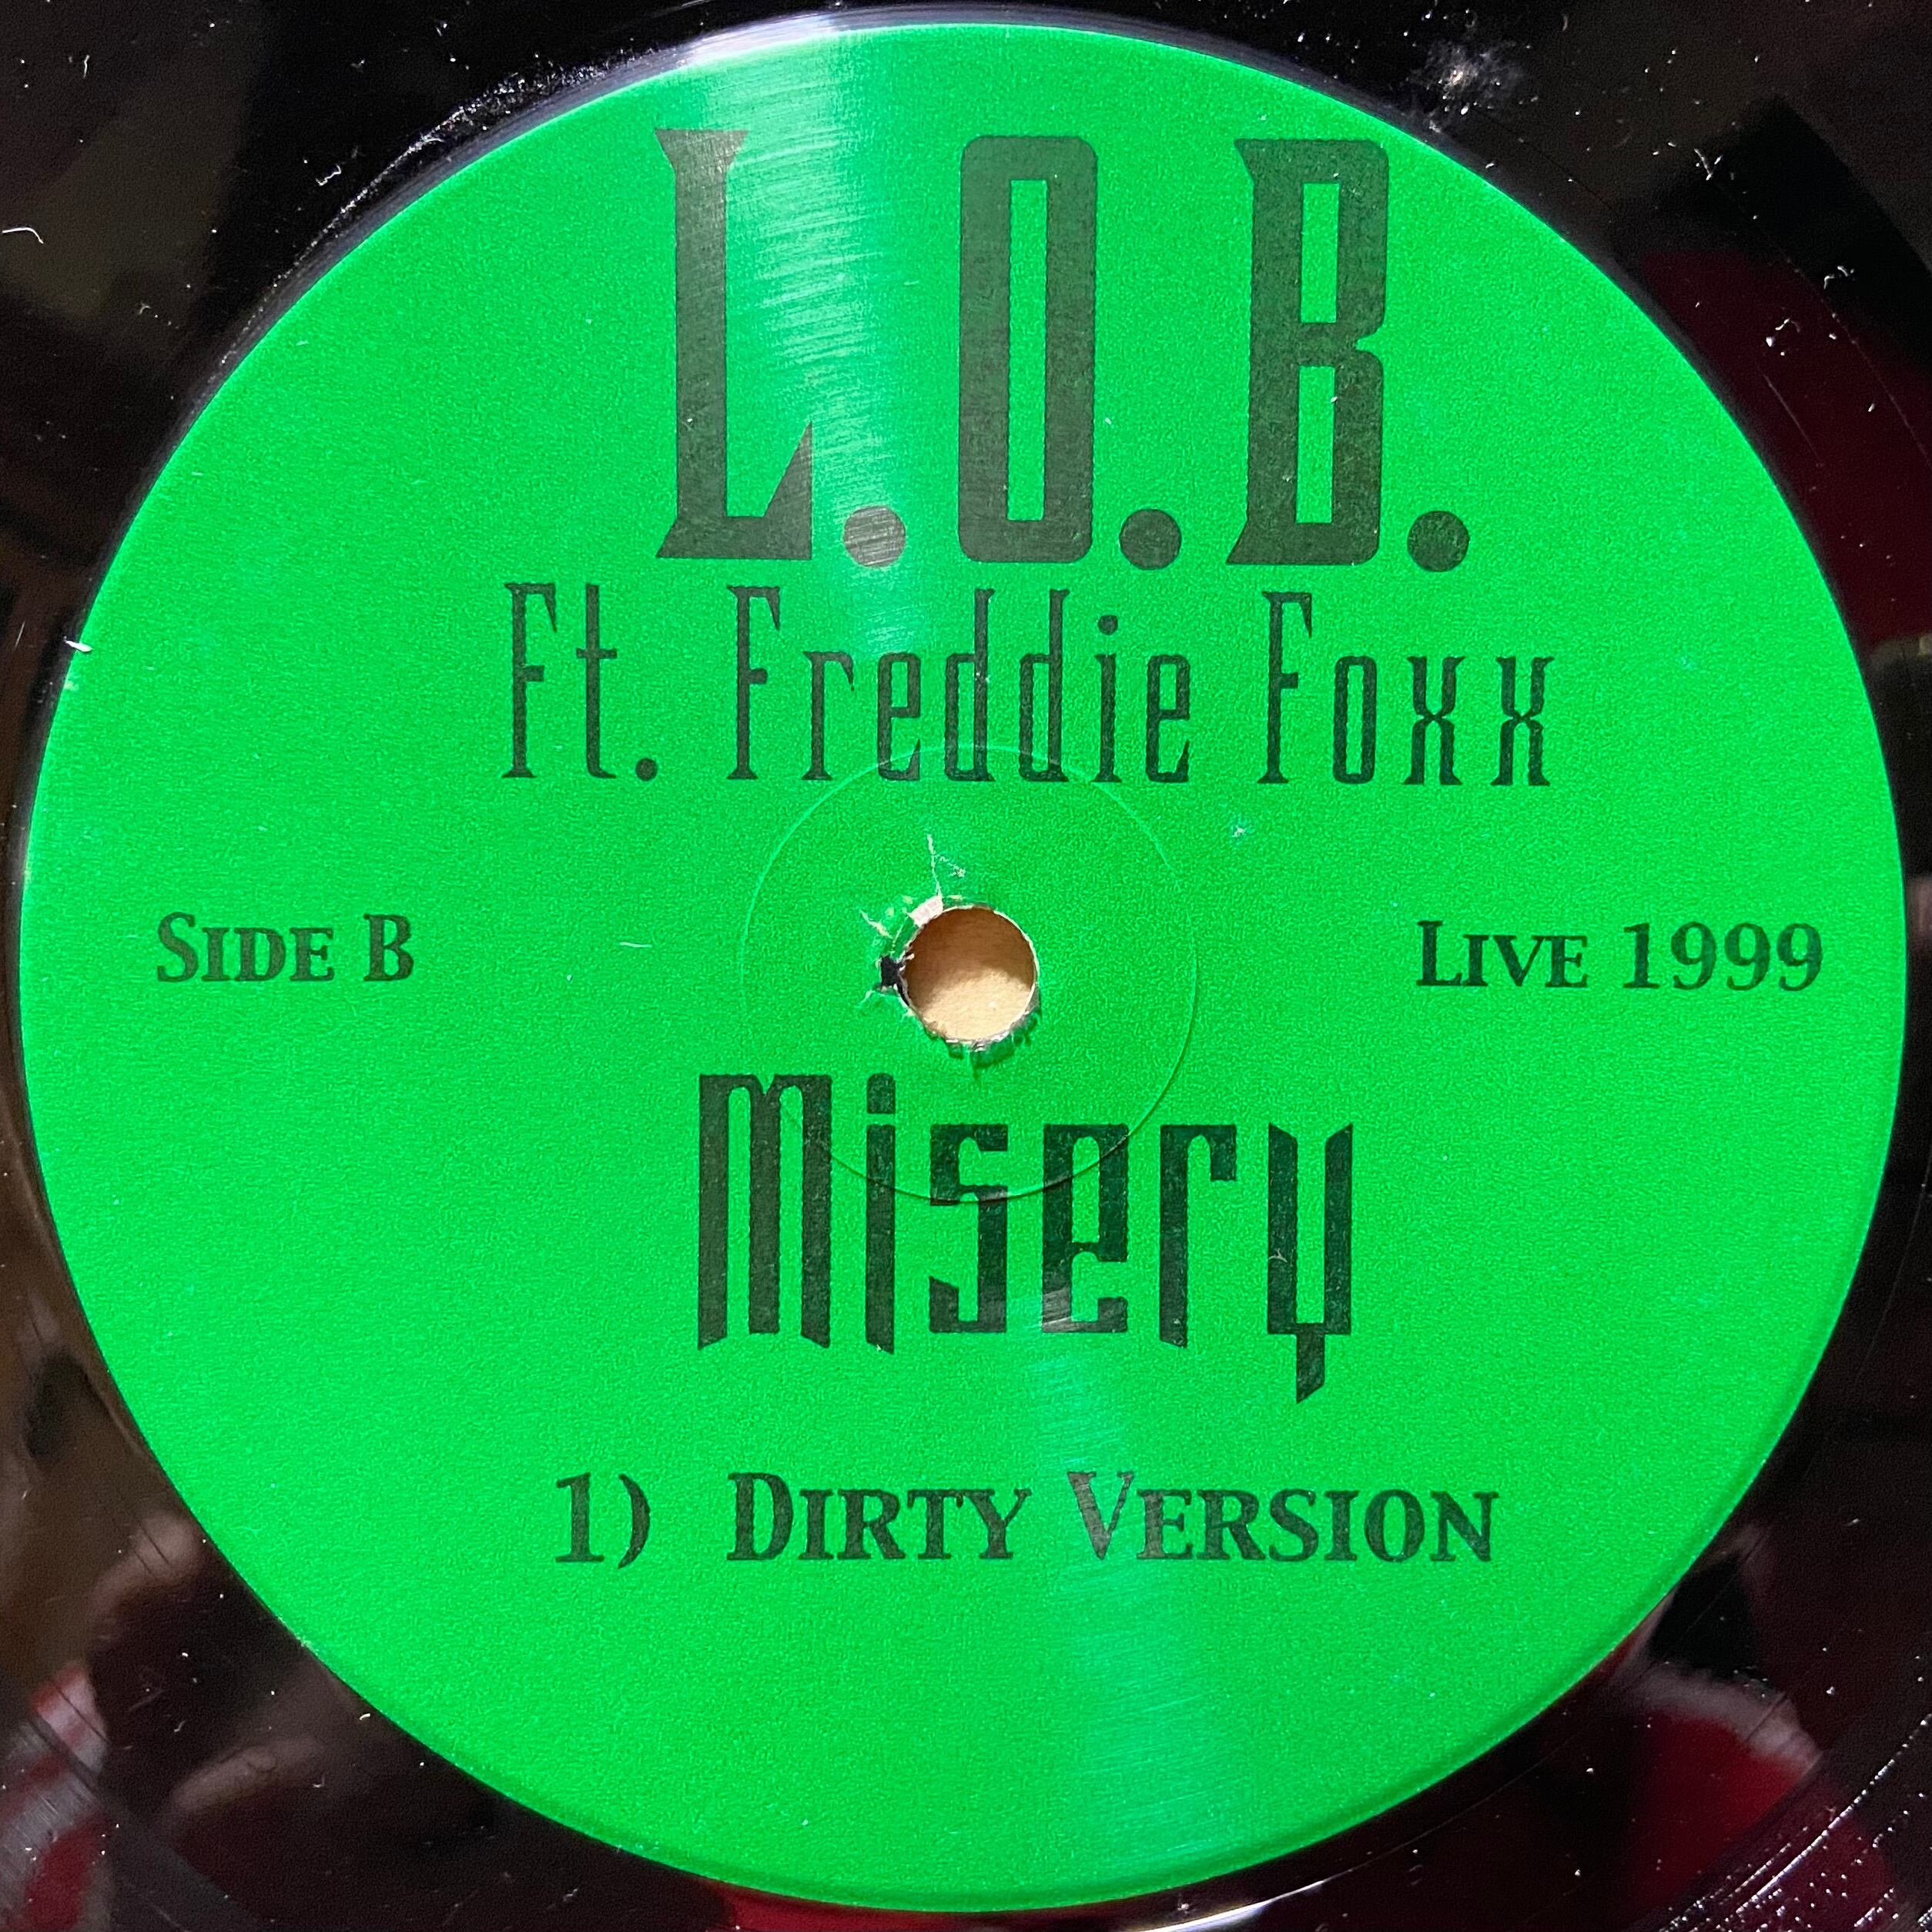 L.O.B.
Ft. Freddie Foxx
SIDE B
LIVE 1999
Misery
1) DIRTY VERSION